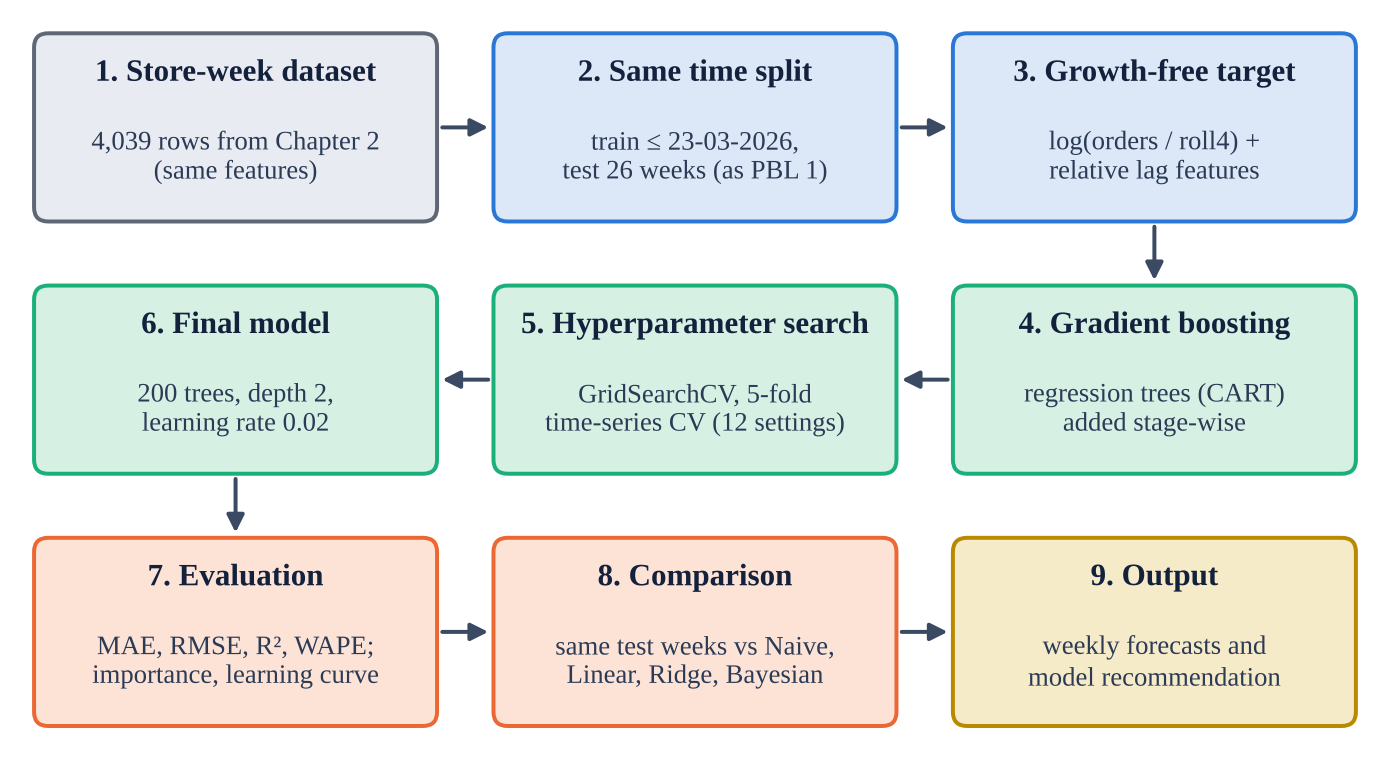 1. Store-week dataset
4,039 rows from Chapter 2
(same features)
2. Same time split
train ≤ 23-03-2026,
test 26 weeks (as PBL 1)
3. Growth-free target
log(orders / roll4) +
relative lag features
4. Gradient boosting
regression trees (CART)
added stage-wise
5. Hyperparameter search
GridSearchCV, 5-fold
time-series CV (12 settings)
6. Final model
200 trees, depth 2,
learning rate 0.02
7. Evaluation
MAE, RMSE, R², WAPE;
importance, learning curve
8. Comparison
same test weeks vs Naive,
Linear, Ridge, Bayesian
9. Output
weekly forecasts and
model recommendation